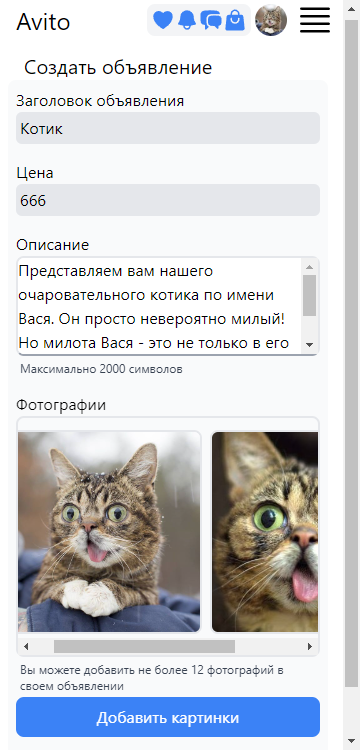 Avito
Создать объявление
Заголовок объявления
Котик
Цена
666
Описание
Представляем вам нашего
очаровательного котика по имени
Вася. Он просто невероятно милый!
Но милота Вася - это не только в его
Максимально 2000 символов
Фотографии
Вы можете добавить не более 12 фотографий в
своем объявлении
Добавить картинки